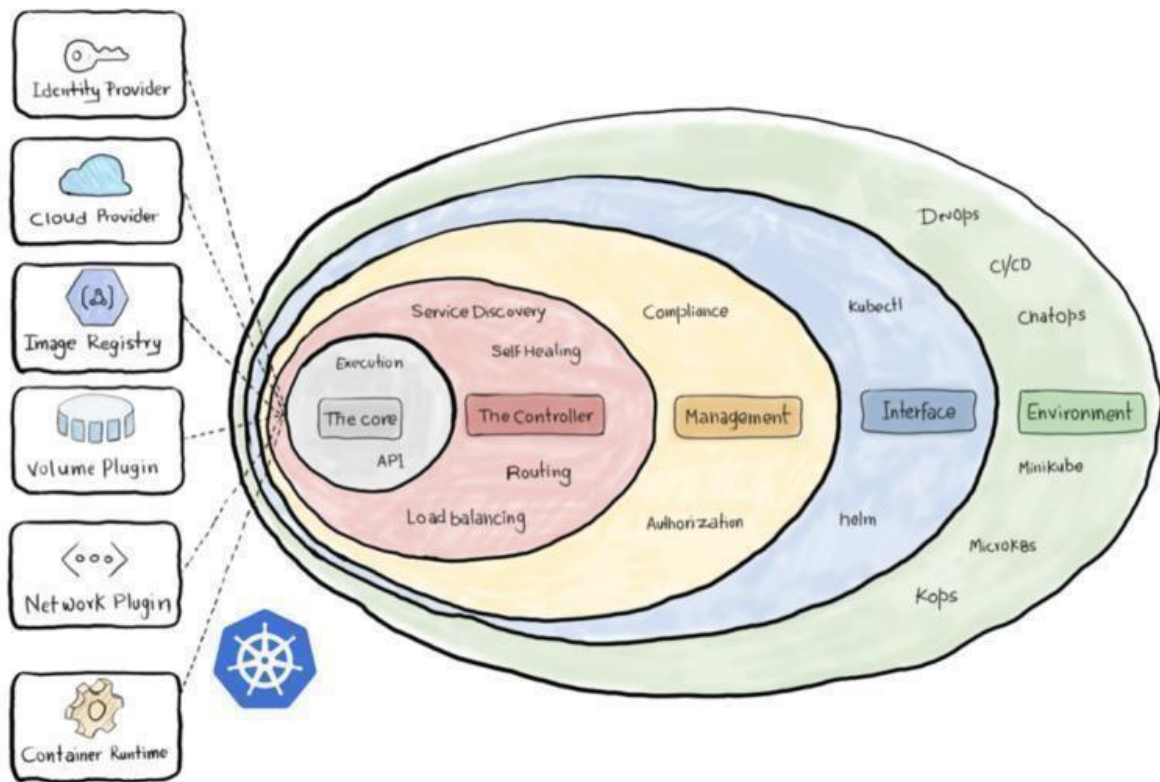 Identity Provider
Cloud Provider
Image Registry
Volume Plugin
Network Plugin
Container Runtime
Execution
The core
API
Service Discovery
Self Healing
The Controller
Routing
Load balancing
Compliance
Management
Authorization
Kubectl
Interface
helm
DevOps
CI/CD
Chatops
Environment
Minikube
Microk8s
Kops